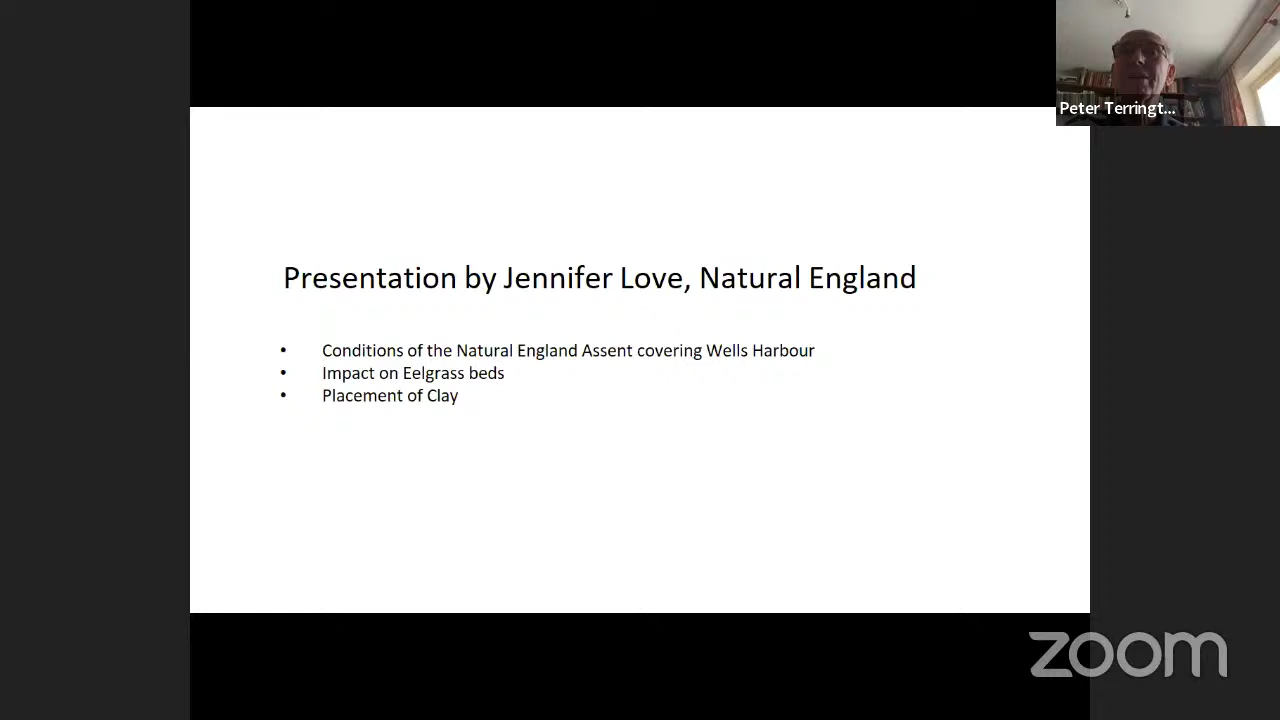 Peter Terringt...
Presentation by Jennifer Love, Natural England
• Conditions of the Natural England Assent covering Wells Harbour
• Impact on Eelgrass beds
• Placement of Clay
zoom